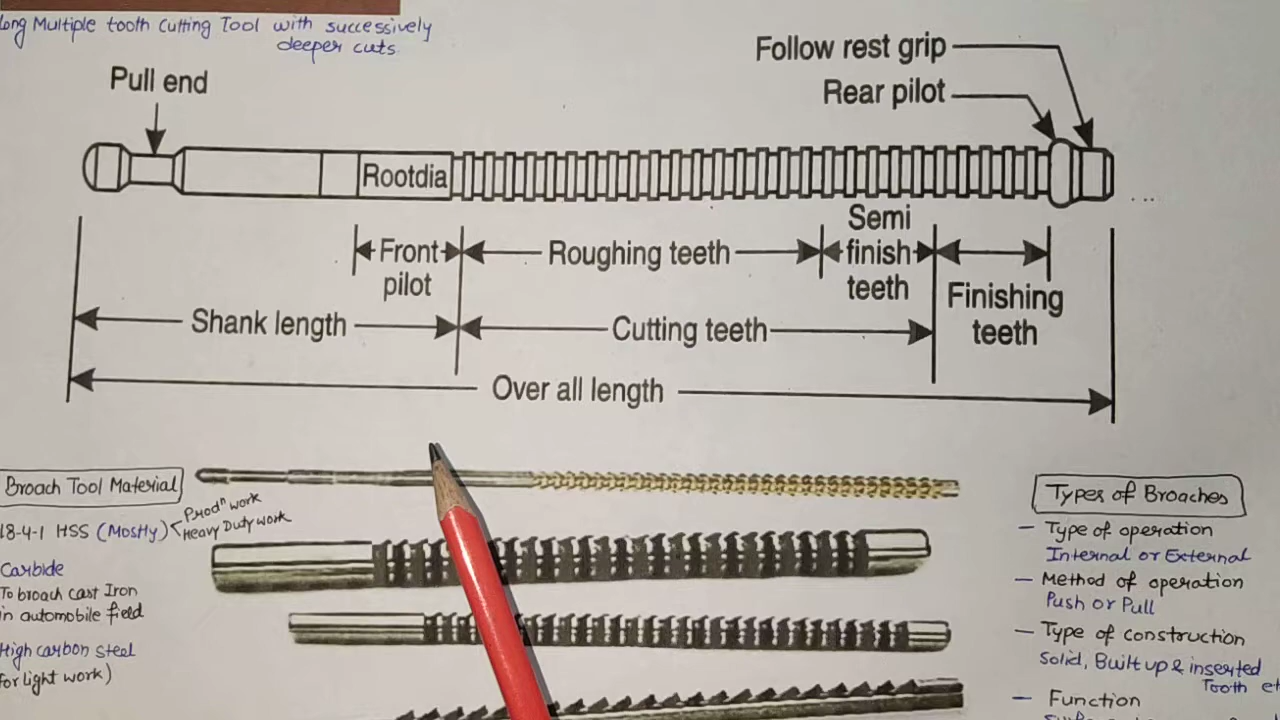 Long Multiple tooth Cutting Tool with successively
deeper cuts.
Follow rest grip
Pull end
Rear pilot
Rootdia
Front
pilot
Roughing teeth
Semi
finish
teeth
Finishing
teeth
Shank length
Cutting teeth
Over all length
Broach Tool Material
18-4-1 HSS (Mostly)
Prodn work
Heavy Duty work
Carbide
To broach cast Iron
in automobile field
High carbon steel
for light work)
Types of Broaches
— Type of operation
Internal or External
— Method of operation
Push or Pull
— Type of construction
Solid, Built up & inserted
Tooth
— Function